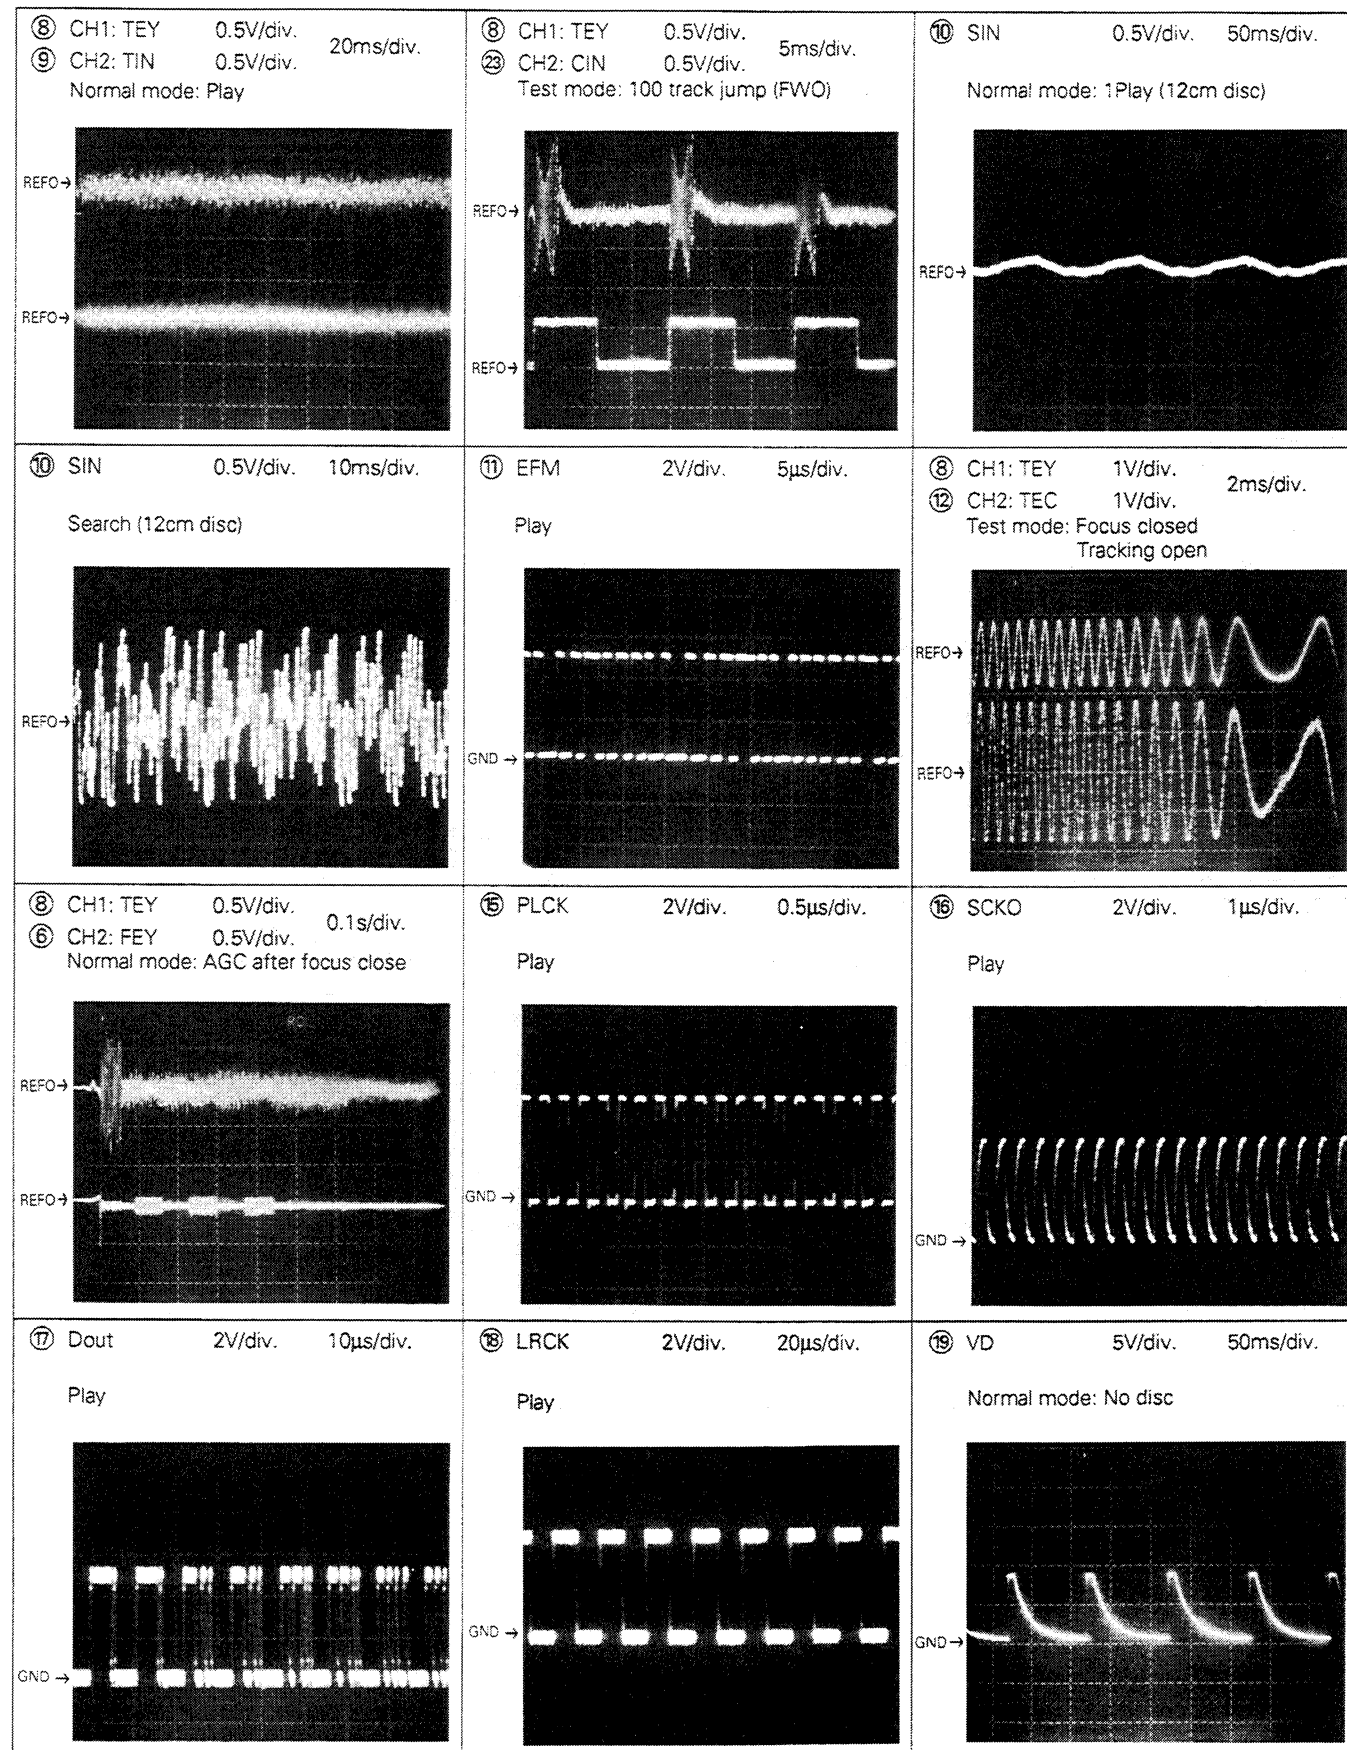 ⑧ CH1: TEY 0.5V/div. 20ms/div.
⑨ CH2: TIN 0.5V/div.
Normal mode: Play
REFO→
REFO→
⑧ CH1: TEY 0.5V/div. 5ms/div.
㉓ CH2: CIN 0.5V/div.
Test mode: 100 track jump (FWO)
REFO→
REFO→
⑩ SIN 0.5V/div. 50ms/div.
Normal mode: 1Play (12cm disc)
REFO→
⑩ SIN 0.5V/div. 10ms/div.
Search (12cm disc)
REFO→
⑪ EFM 2V/div. 5µs/div.
Play
GND →
⑧ CH1: TEY 1V/div. 2ms/div.
⑫ CH2: TEC 1V/div.
Test mode: Focus closed
Tracking open
REFO→
REFO→
⑧ CH1: TEY 0.5V/div. 0.1s/div.
⑥ CH2: FEY 0.5V/div.
Normal mode: AGC after focus close
REFO→
REFO→
⑮ PLCK 2V/div. 0.5µs/div.
Play
GND →
⑯ SCKO 2V/div. 1µs/div.
Play
GND →
⑰ Dout 2V/div. 10µs/div.
Play
GND →
⑱ LRCK 2V/div. 20µs/div.
Play
GND →
⑲ VD 5V/div. 50ms/div.
Normal mode: No disc
GND→